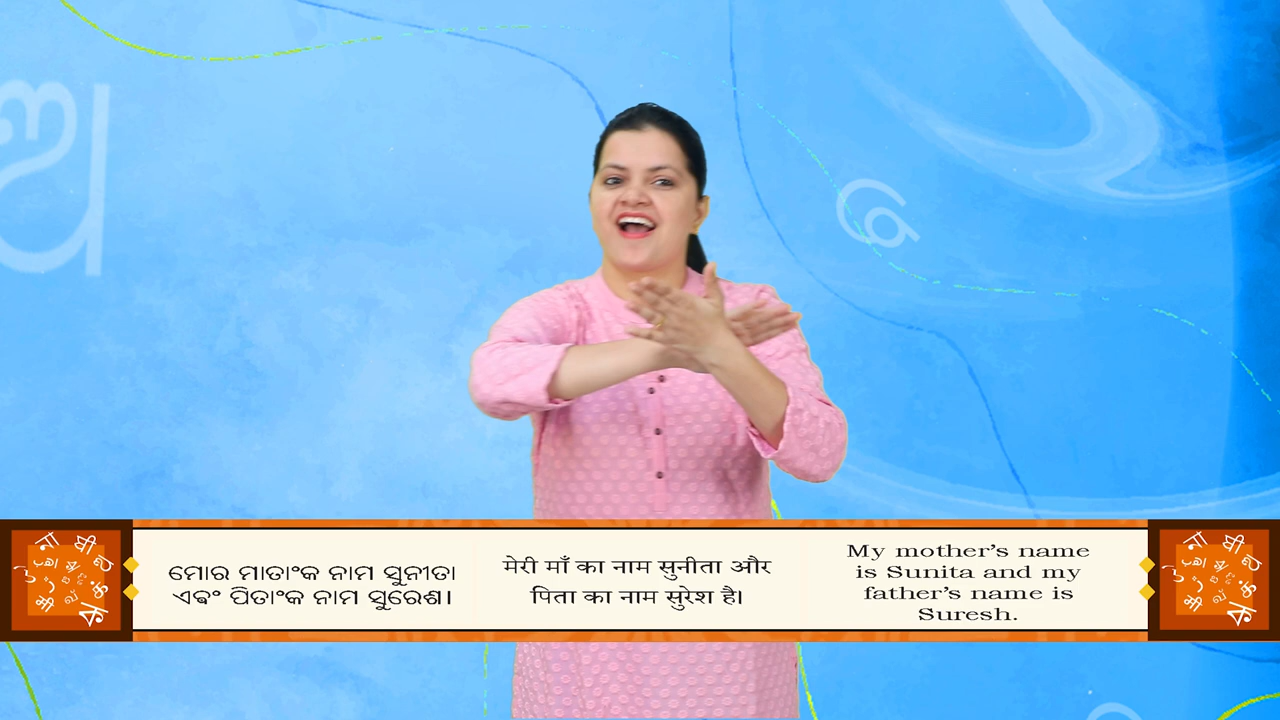 ମୋର ମାତାଂକ ନାମ ସୁନୀତା
ଏବଂ ପିତାଂକ ନାମ ସୁରେଶ।
मेरी माँ का नाम सुनीता और
पिता का नाम सुरेश है।
My mother's name
is Sunita and my
father's name is
Suresh.